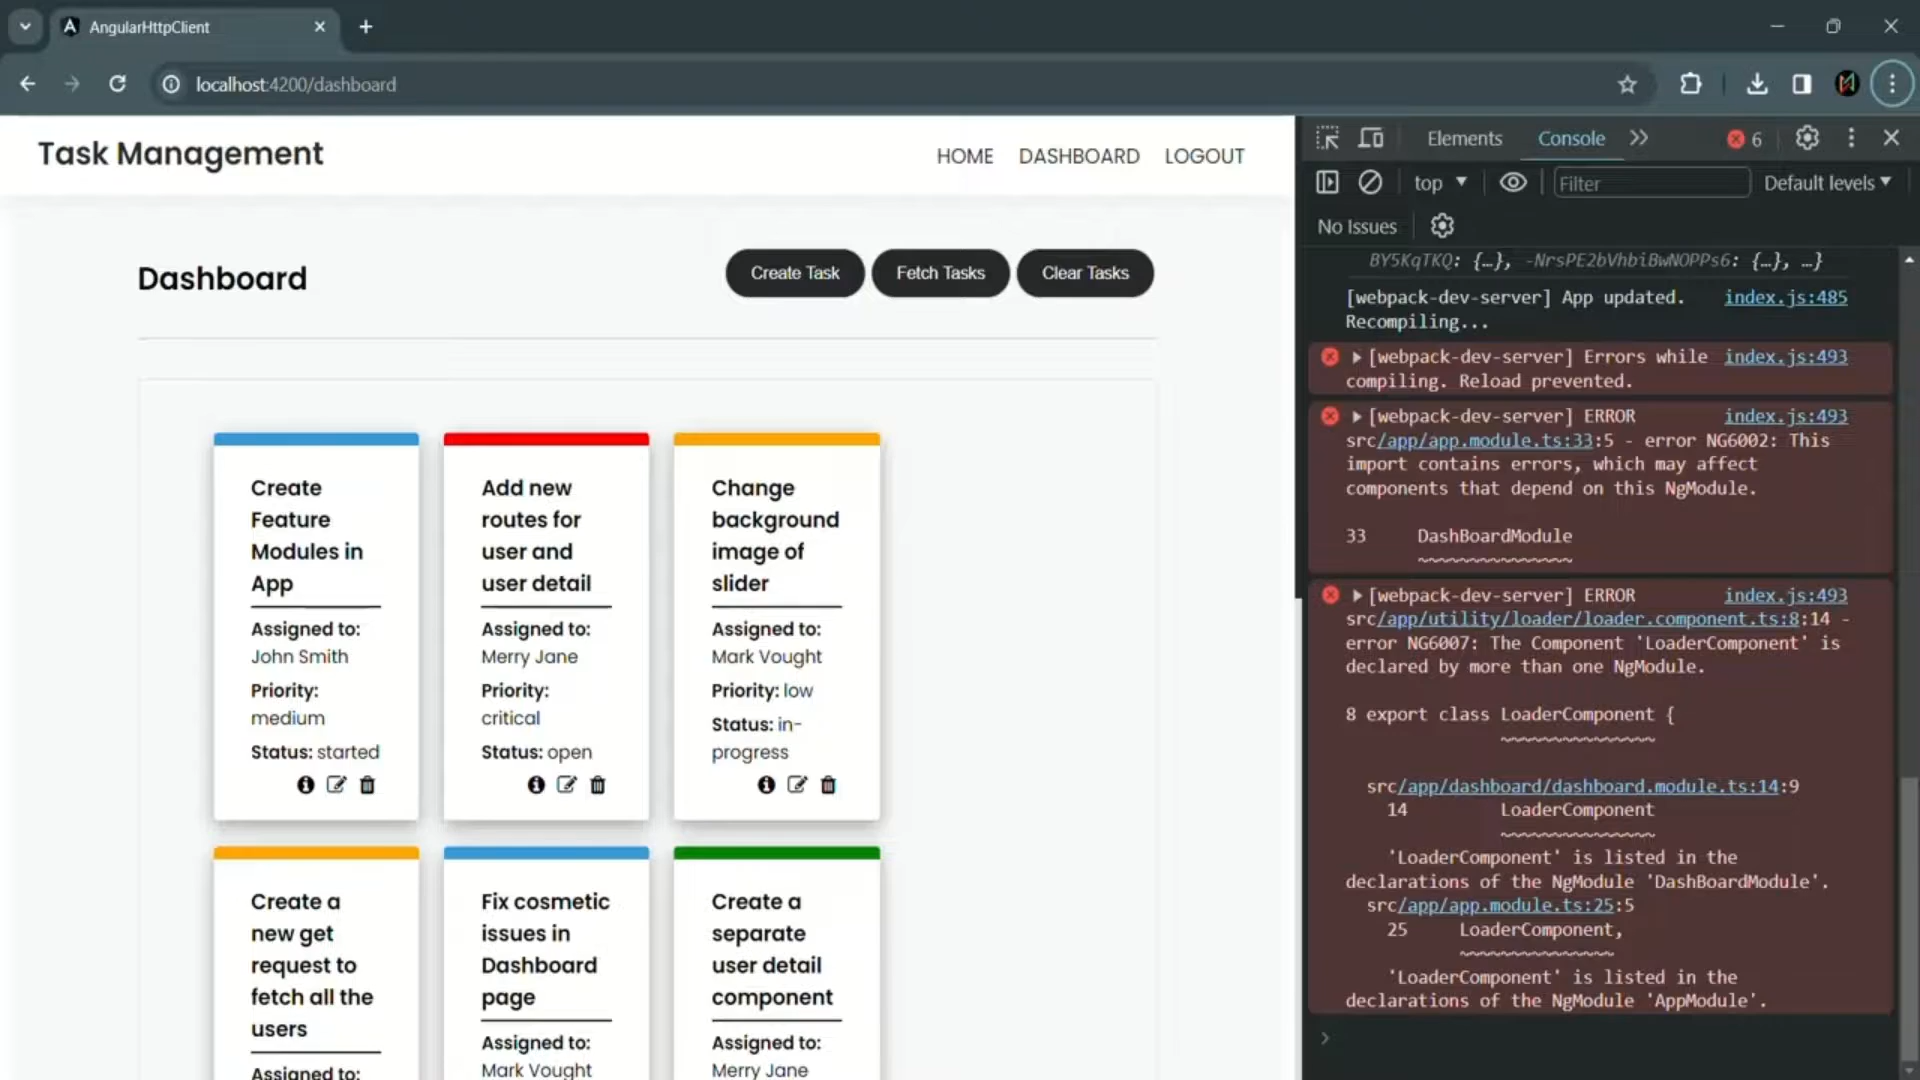 AngularHttpClient
localhost:4200/dashboard
Task Management
HOME DASHBOARD LOGOUT
Dashboard
Create Task Fetch Tasks Clear Tasks
Create
Feature
Modules in
App
Assigned to:
John Smith
Priority:
medium
Status: started
Add new
routes for
user and
user detail
Assigned to:
Merry Jane
Priority:
critical
Status: open
Change
background
image of
slider
Assigned to:
Mark Vought
Priority: low
Status: in-
progress
Create a
new get
request to
fetch all the
users
Assigned to:
Fix cosmetic
issues in
Dashboard
page
Assigned to:
Mark Vought
Create a
separate
user detail
component
Assigned to:
Merry Jane
Elements Console 6
top Filter Default levels
No Issues
BY5KqTKQ: {…}, -NrsPE2bVhbiBwNOPPs6: {…}, …}
[webpack-dev-server] App updated. index.js:485
Recompiling...
[webpack-dev-server] Errors while index.js:493
compiling. Reload prevented.
[webpack-dev-server] ERROR index.js:493
src/app/app.module.ts:33:5 - error NG6002: This
import contains errors, which may affect
components that depend on this NgModule.
33 DashBoardModule
~~~~~~~~~~~~~~~
[webpack-dev-server] ERROR index.js:493
src/app/utility/loader/loader.component.ts:8:14 -
error NG6007: The Component 'LoaderComponent' is
declared by more than one NgModule.
8 export class LoaderComponent {
~~~~~~~~~~~~~~~
src/app/dashboard/dashboard.module.ts:14:9
14 LoaderComponent
~~~~~~~~~~~~~~~
'LoaderComponent' is listed in the
declarations of the NgModule 'DashBoardModule'.
src/app/app.module.ts:25:5
25 LoaderComponent,
~~~~~~~~~~~~~~~
'LoaderComponent' is listed in the
declarations of the NgModule 'AppModule'.